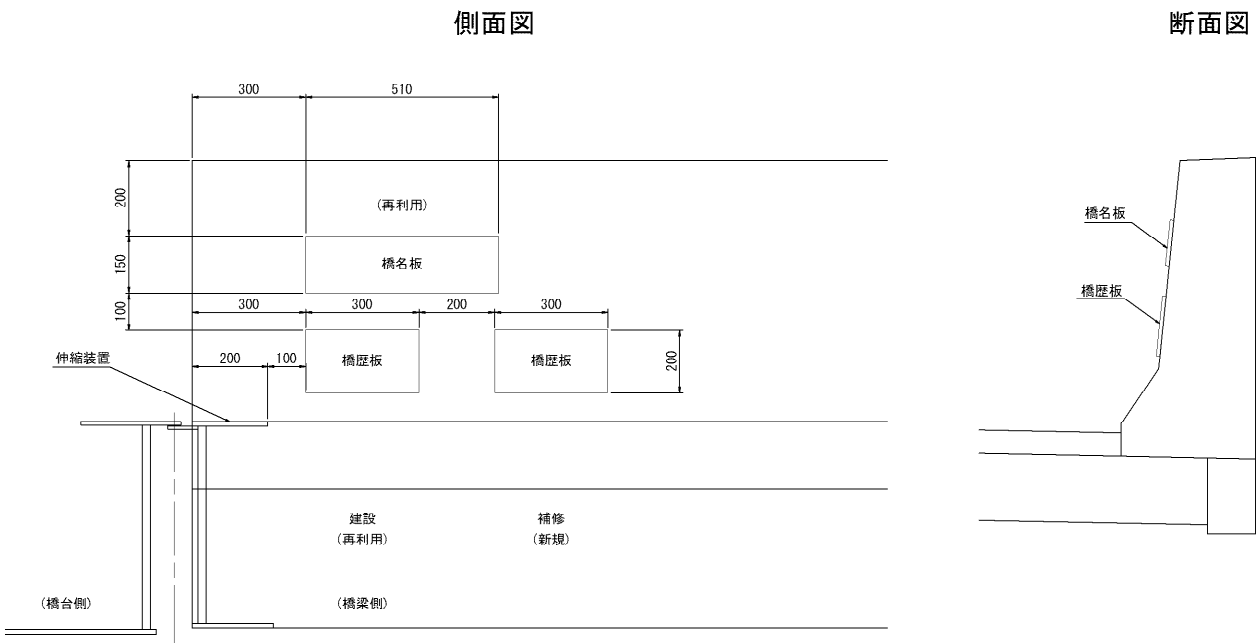 側面図
断面図
300
510
200
(再利用)
橋名板
橋名板
150
橋歴板
100
300
300
200
300
伸縮装置
200
100
橋歴板
橋歴板
200
建設
(再利用)
補修
(新規)
(橋台側)
(橋梁側)